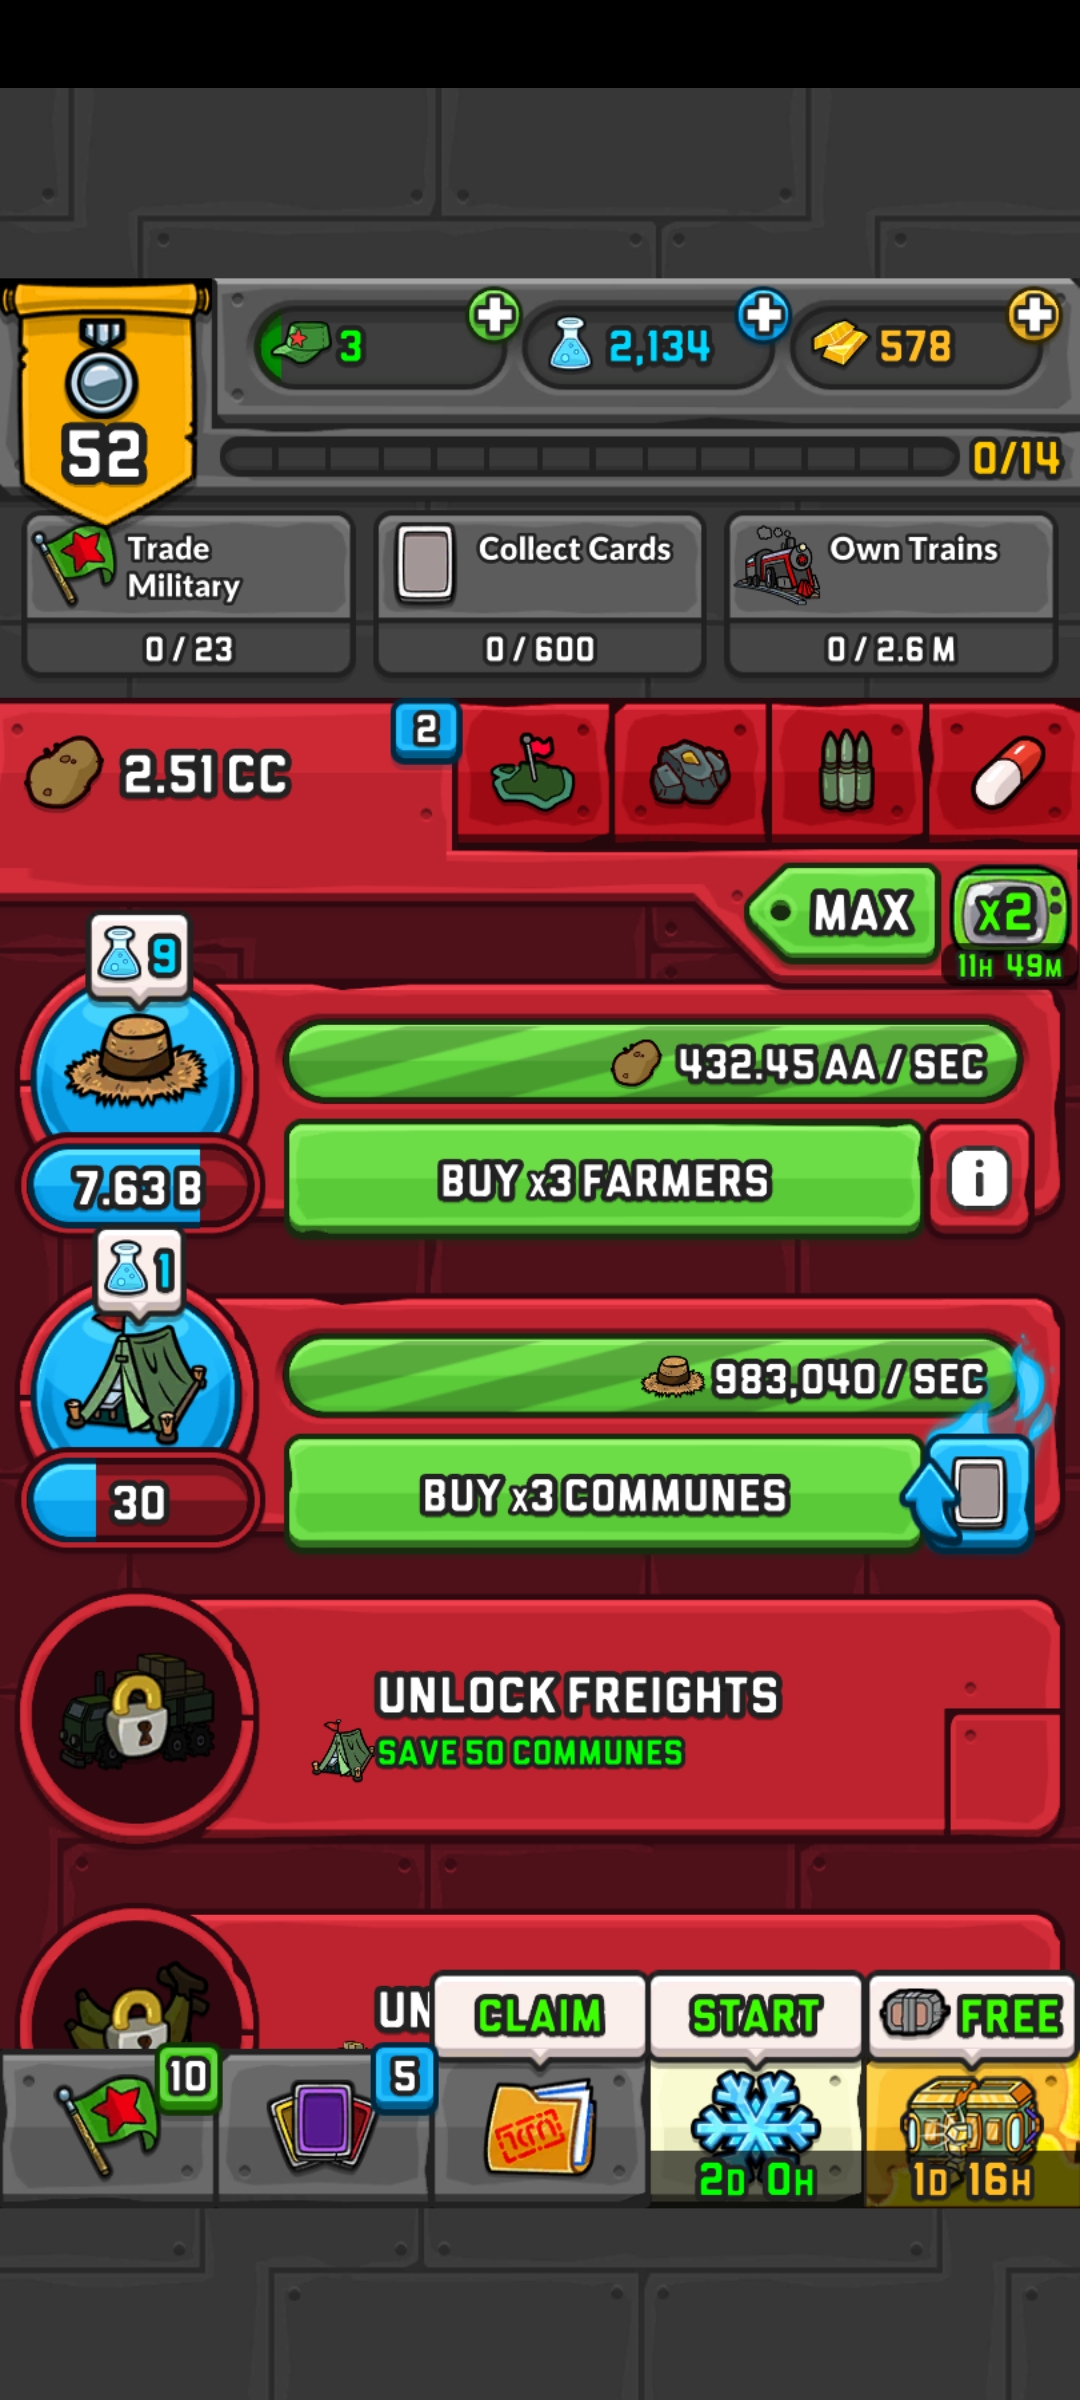 3
2,134
578
52
0/14
Trade
Military
0 / 23
Collect Cards
0 / 600
Own Trains
0 / 2.6 M
2.51 CC
2
MAX
x2
11H 49M
9
432.45 AA / SEC
7.63 B
BUY x3 FARMERS
i
1
983,040 / SEC
30
BUY x3 COMMUNES
UNLOCK FREIGHTS
SAVE 50 COMMUNES
UN
CLAIM
START
FREE
10
5
2D 0H
1D 16H